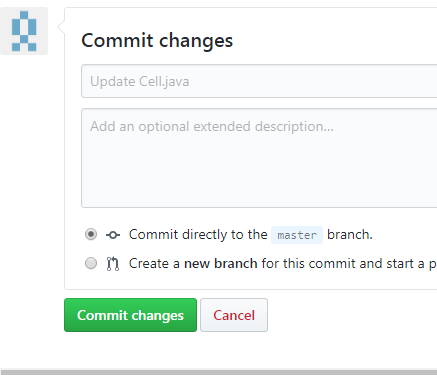 Commit changes
Update Cell.java
Add an optional extended description...
Commit directly to the master branch.
Create a new branch for this commit and start a p
Commit changes
Cancel